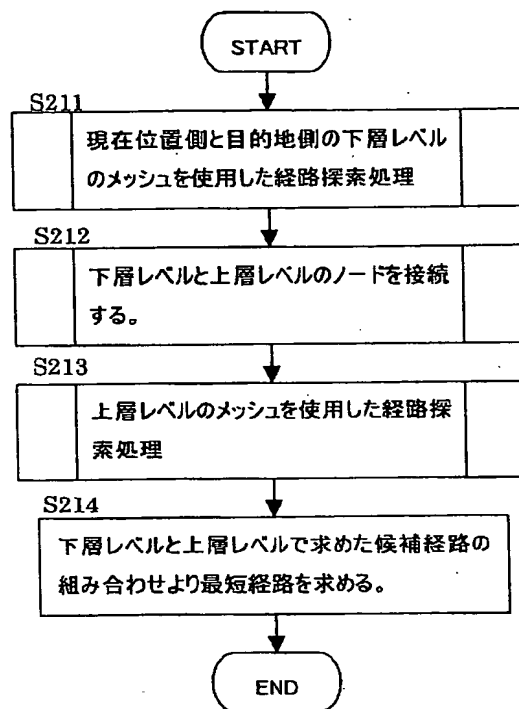 START
S211
現在位置側と目的地側の下層レベル
のメッシュを使用した経路探索処理
S212
下層レベルと上層レベルのノードを接続
する。
S213
上層レベルのメッシュを使用した経路探
索処理
S214
下層レベルと上層レベルで求めた候補経路の
組み合わせより最短経路を求める。
END